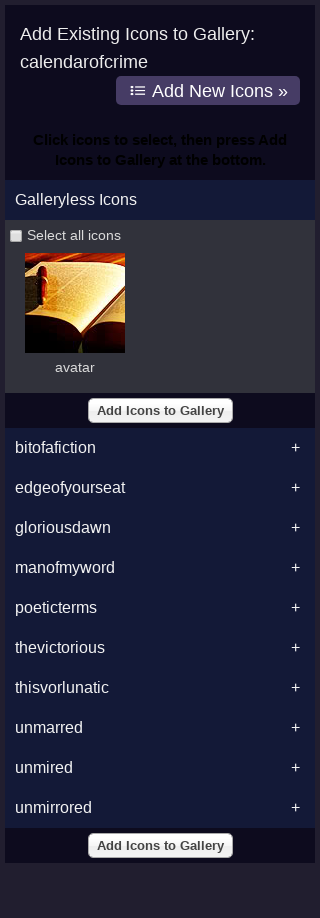 Add Existing Icons to Gallery:
calendarofcrime
Add New Icons »
Click icons to select, then press Add
Icons to Gallery at the bottom.
Galleryless Icons
Select all icons
avatar
Add Icons to Gallery
bitofafiction +
edgeofyourseat +
gloriousdawn +
manofmyword +
poeticterms +
thevictorious +
thisvorlunatic +
unmarred +
unmired +
unmirrored +
Add Icons to Gallery